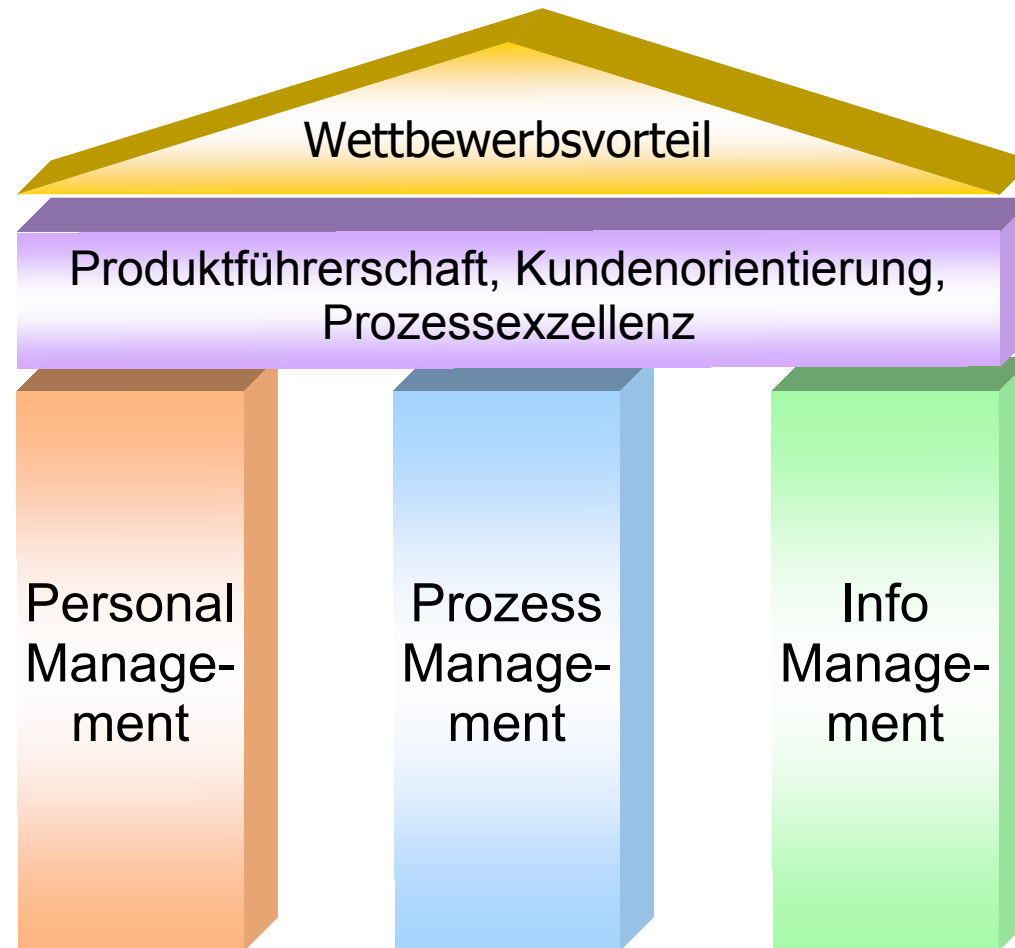 Wettbewerbsvorteil
Produktführerschaft, Kundenorientierung,
Prozessexzellenz
Personal
Manage-
ment
Prozess
Manage-
ment
Info
Manage-
ment